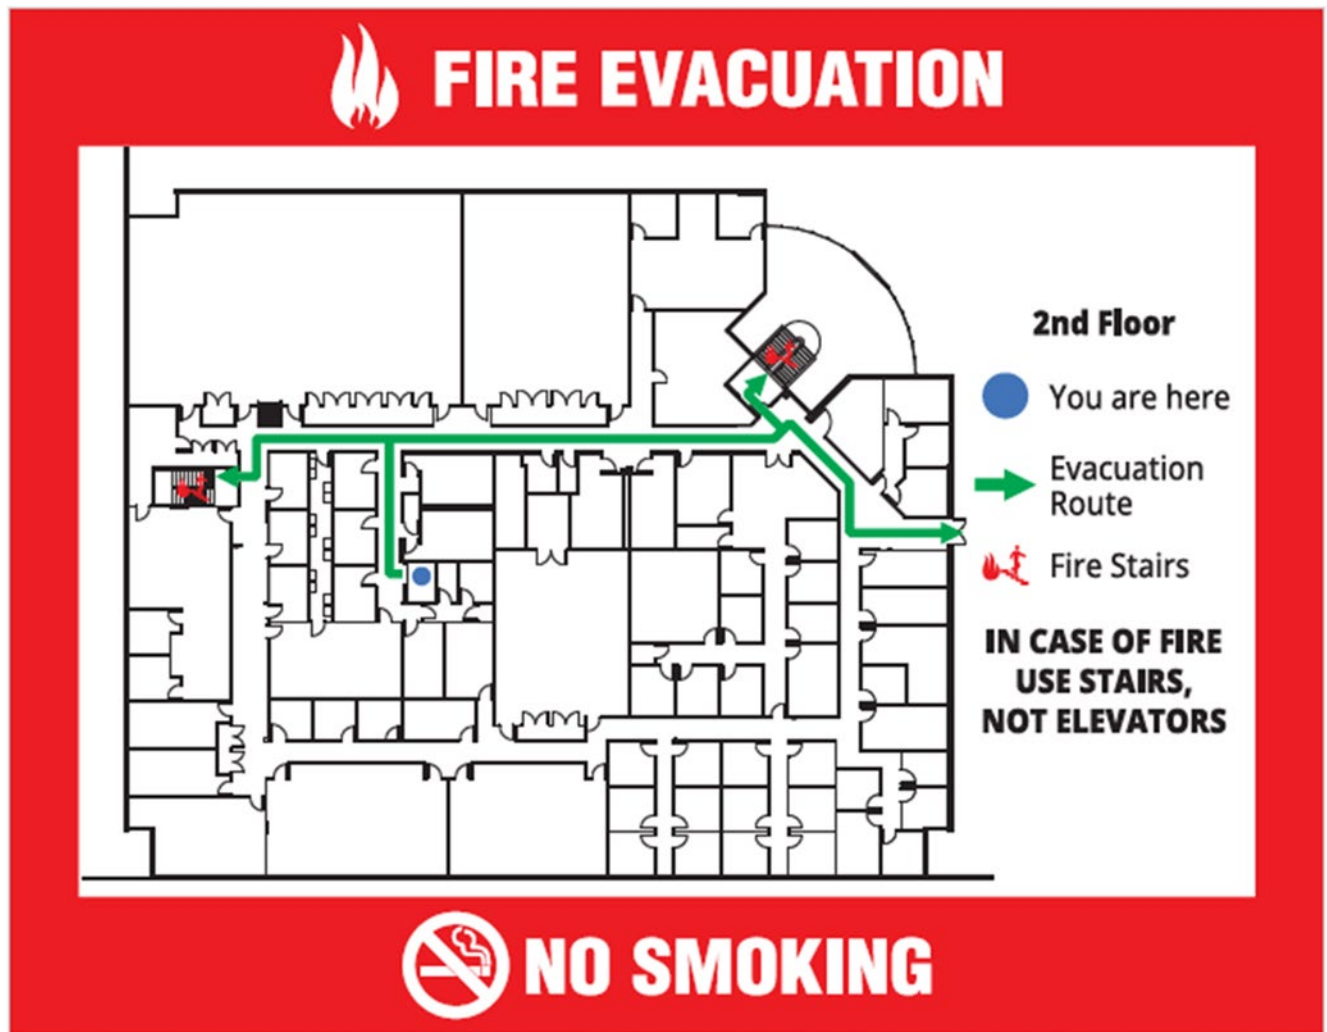 FIRE EVACUATION
2nd Floor
You are here
Evacuation
Route
Fire Stairs
IN CASE OF FIRE
USE STAIRS,
NOT ELEVATORS
NO SMOKING